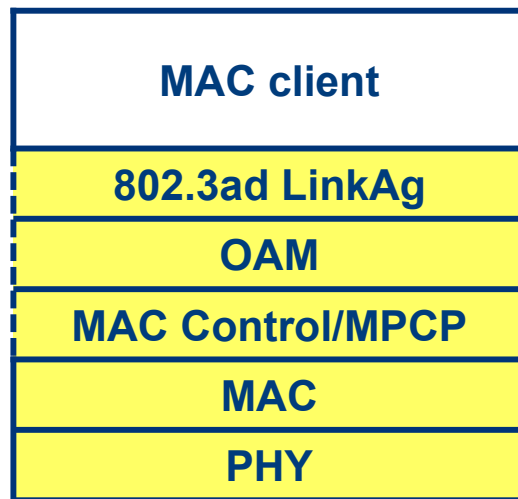 MAC client
802.3ad LinkAg
OAM
MAC Control/MPCP
MAC
PHY